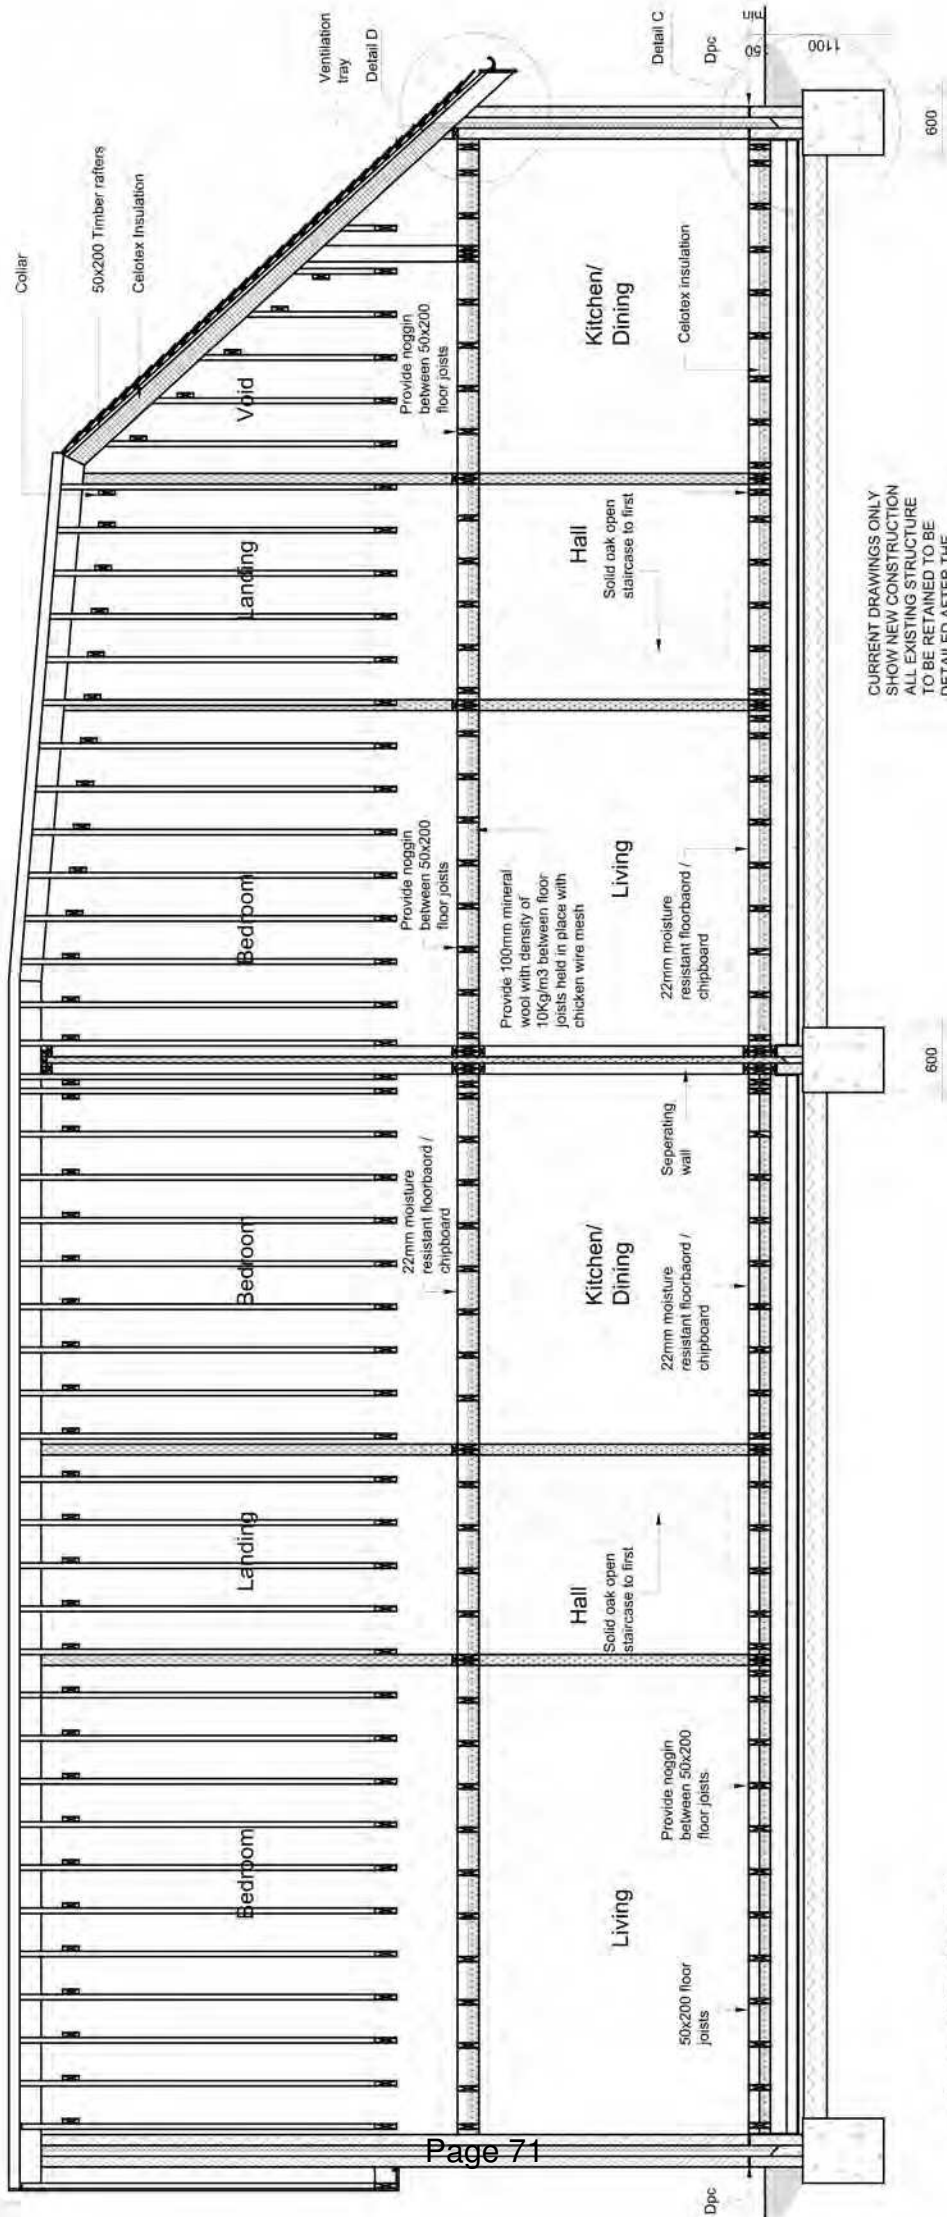 Collar
50x200 Timber rafters
Celotex Insulation
Ventilation
tray
Detail D
Bedroom
Landing
Bedroom
Bedroom
Landing
Void
22mm moisture
resistant floorbaord /
chipboard
Provide noggin
between 50x200
floor joists
Provide noggin
between 50x200
floor joists
Provide 100mm mineral
wool with density of
10Kg/m3 between floor
joists held in place with
chicken wire mesh
Living
Hall
Solid oak open
staircase to first
Kitchen/
Dining
Living
Hall
Solid oak open
staircase to first
Kitchen/
Dining
50x200 floor
joists
Provide noggin
between 50x200
floor joists
22mm moisture
resistant floorbaord /
chipboard
Seperating
wall
22mm moisture
resistant floorbaord /
chipboard
Celotex insulation
Detail C
Dpc
Dpc
150
min
1100
600
600
CURRENT DRAWINGS ONLY
SHOW NEW CONSTRUCTION
ALL EXISTING STRUCTURE
TO BE RETAINED TO BE
DETAILED AFTER THE
Page 71